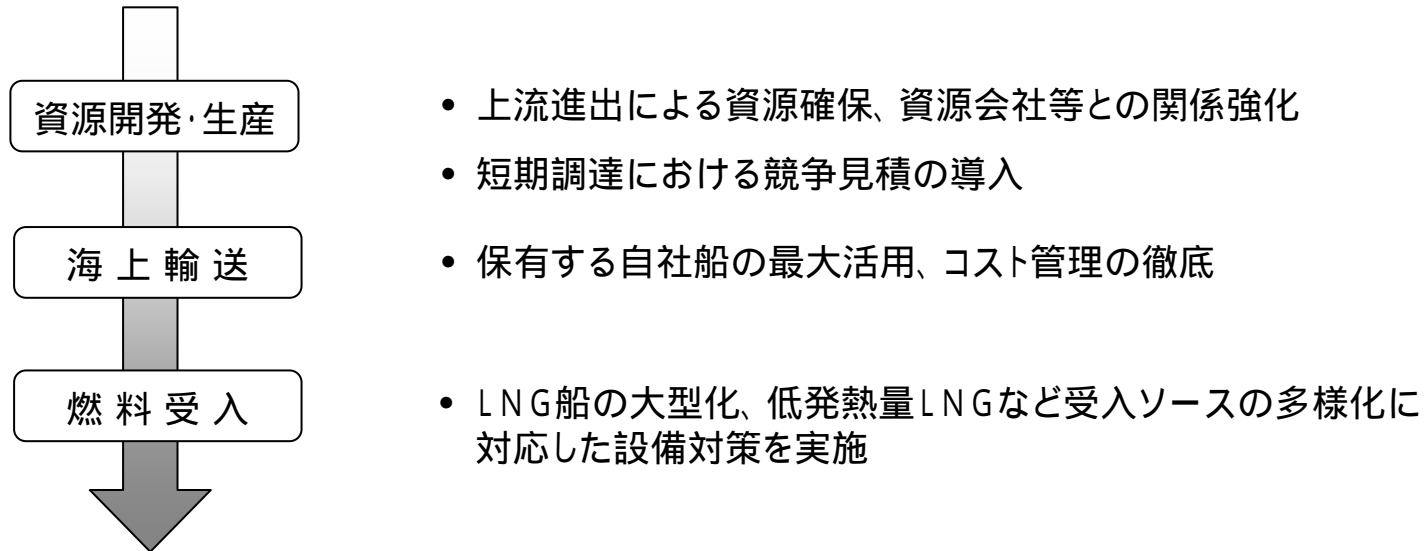 資源開発・生産
• 上流進出による資源確保、資源会社等との関係強化
• 短期調達における競争見積の導入
海上輸送
• 保有する自社船の最大活用、コスト管理の徹底
燃料受入
• LNG船の大型化、低発熱量LNGなど受入ソースの多様化に
対応した設備対策を実施